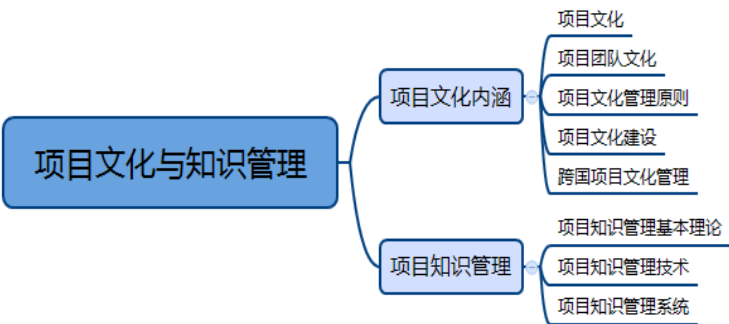 项目文化与知识管理
项目文化内涵
项目文化
项目团队文化
项目文化管理原则
项目文化建设
跨国项目文化管理
项目知识管理
项目知识管理基本理论
项目知识管理技术
项目知识管理系统